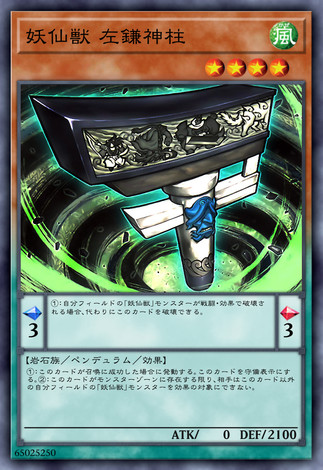 妖仙獣 左鎌神柱
風
①:自分フィールドの「妖仙獣」モンスターが戦闘・効果で破壊さ
れる場合、代わりにこのカードを破壊できる。
3
3
【岩石族／ペンデュラム／効果】
①:このカードが召喚に成功した場合に発動する。このカードを守備表示にす
る。②:このカードがモンスターゾーンに存在する限り、相手はこのカード以外
の自分フィールドの「妖仙獣」モンスターを効果の対象にできない。
ATK/ 0 DEF/2100
65025250